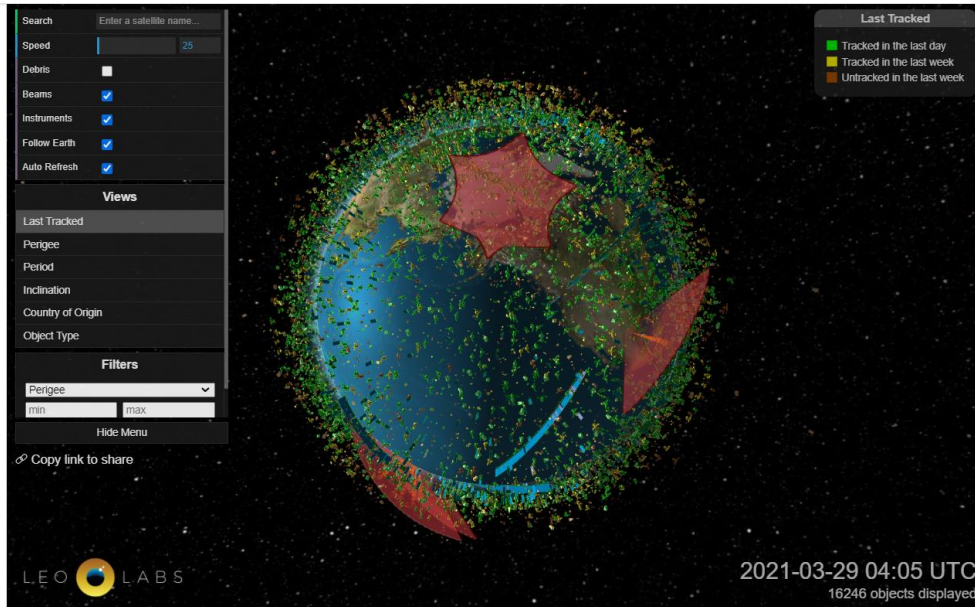 Search
Enter a satellite name...
Speed
25
Debris
Beams
Instruments
Follow Earth
Auto Refresh
Views
Last Tracked
Perigee
Period
Inclination
Country of Origin
Object Type
Filters
Perigee
min max
Hide Menu
Copy link to share
LEO LABS
Last Tracked
Tracked in the last day
Tracked in the last week
Untracked in the last week
2021-03-29 04:05 UTC
16246 objects displayed